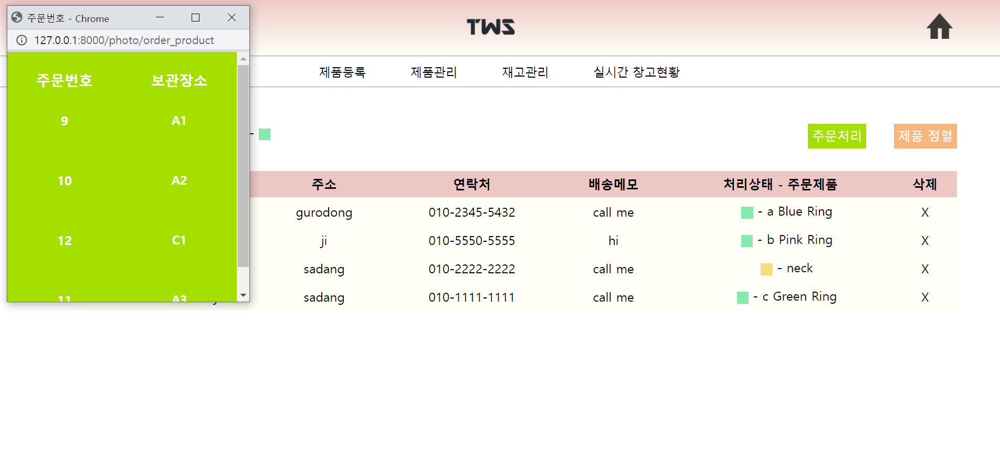 주문번호 - Chrome
127.0.0.1:8000/photo/order_product
주문번호 보관장소
9 A1
10 A2
12 C1
11 A3
TWS
제품등록 제품관리 재고관리 실시간 창고현황
-
주문처리 제품 정렬
주소 연락처 배송메모 처리상태 - 주문제품 삭제
gurodong 010-2345-5432 call me - a Blue Ring X
ji 010-5550-5555 hi - b Pink Ring X
sadang 010-2222-2222 call me - neck X
sadang 010-1111-1111 call me - c Green Ring X